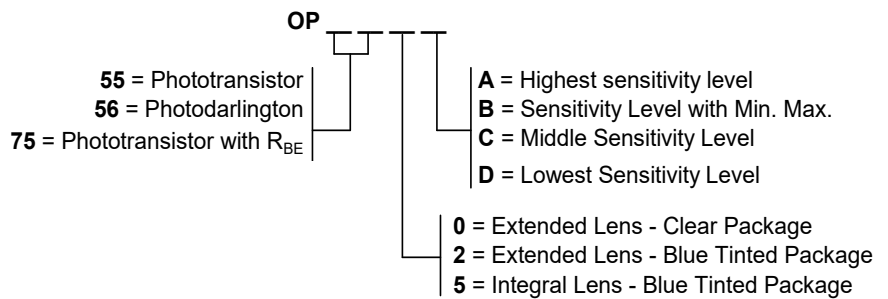 OP
55 = Phototransistor
56 = Photodarlington
75 = Phototransistor with RBE
A = Highest sensitivity level
B = Sensitivity Level with Min. Max.
C = Middle Sensitivity Level
D = Lowest Sensitivity Level
0 = Extended Lens - Clear Package
2 = Extended Lens - Blue Tinted Package
5 = Integral Lens - Blue Tinted Package